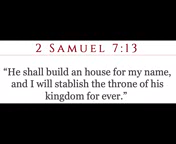 2 SAMUEL 7:13
“He shall build an house for my name,
and I will stablish the throne of his
kingdom for ever.”